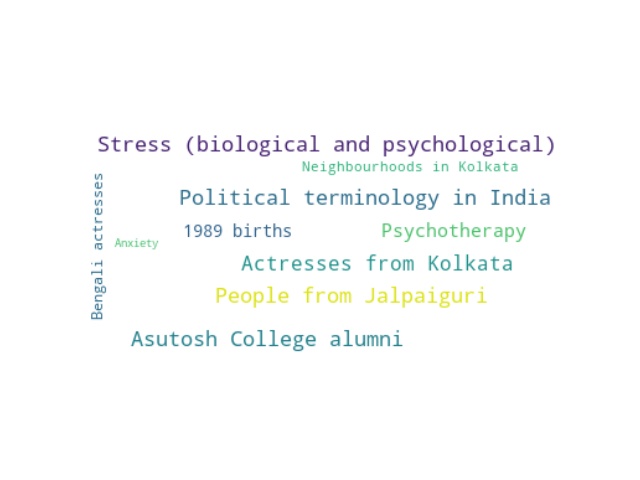 Stress (biological and psychological)
Neighbourhoods in Kolkata
Bengali actresses
Political terminology in India
1989 births
Psychotherapy
Anxiety
Actresses from Kolkata
People from Jalpaiguri
Asutosh College alumni